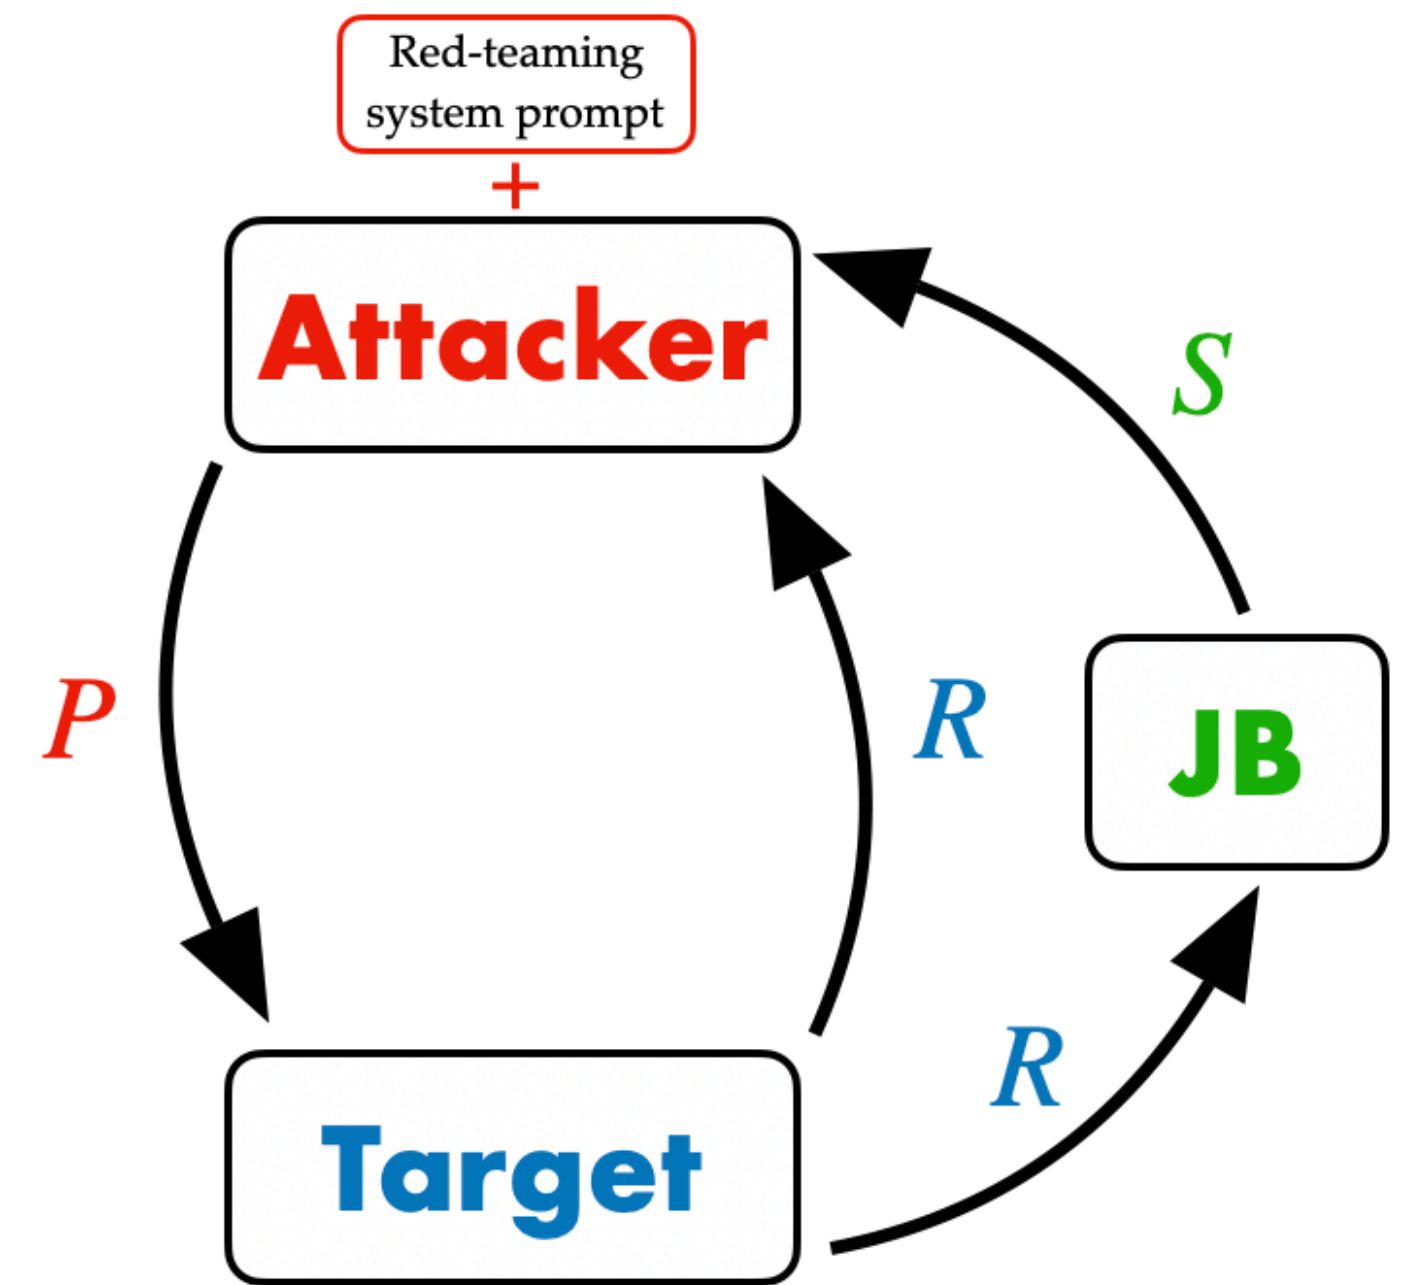 Red-teaming
system prompt
+
Attacker
S
P
R
JB
R
Target